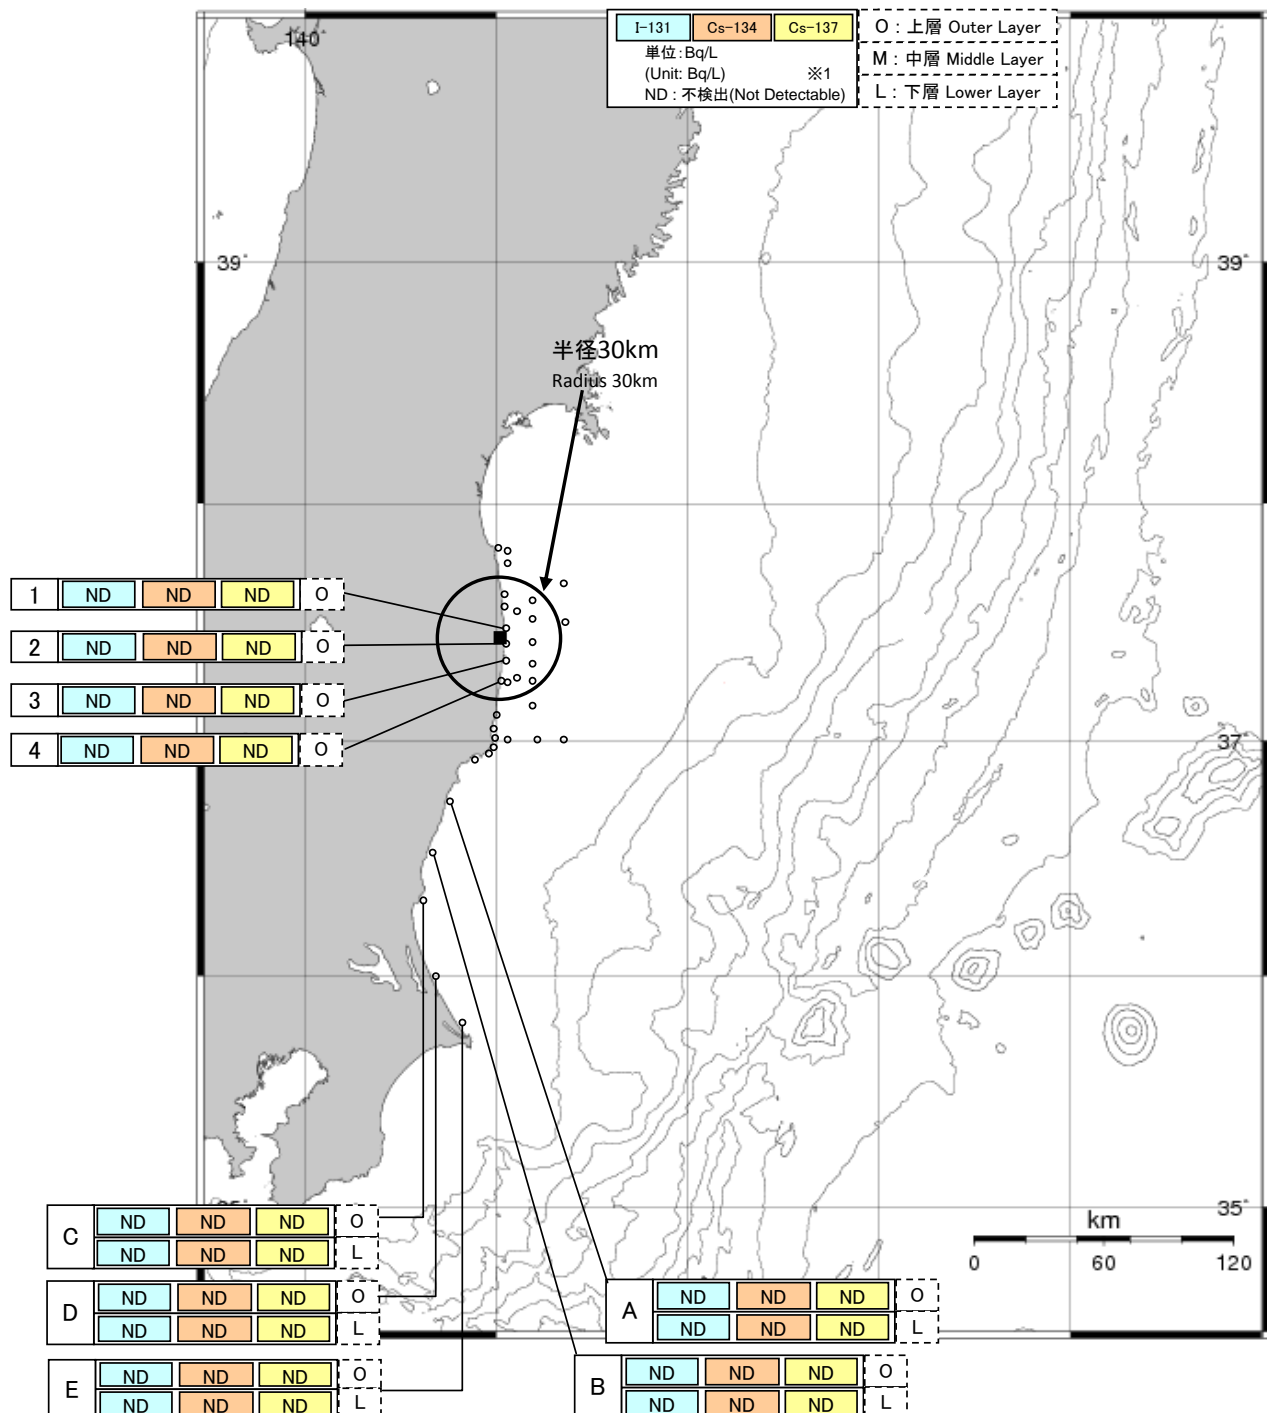 140°
I-131 Cs-134 Cs-137
単位:Bq/L
(Unit: Bq/L) ※1
ND : 不検出(Not Detectable)
O : 上層 Outer Layer
M : 中層 Middle Layer
L : 下層 Lower Layer
39° 39°
半径30km
Radius 30km
1 ND ND ND O
2 ND ND ND O
3 ND ND ND O
4 ND ND ND O
37°
35°
km
0 60 120
C ND ND ND O
ND ND ND L
D ND ND ND O
ND ND ND L
E ND ND ND O
ND ND ND L
A ND ND ND O
ND ND ND L
B ND ND ND O
ND ND ND L